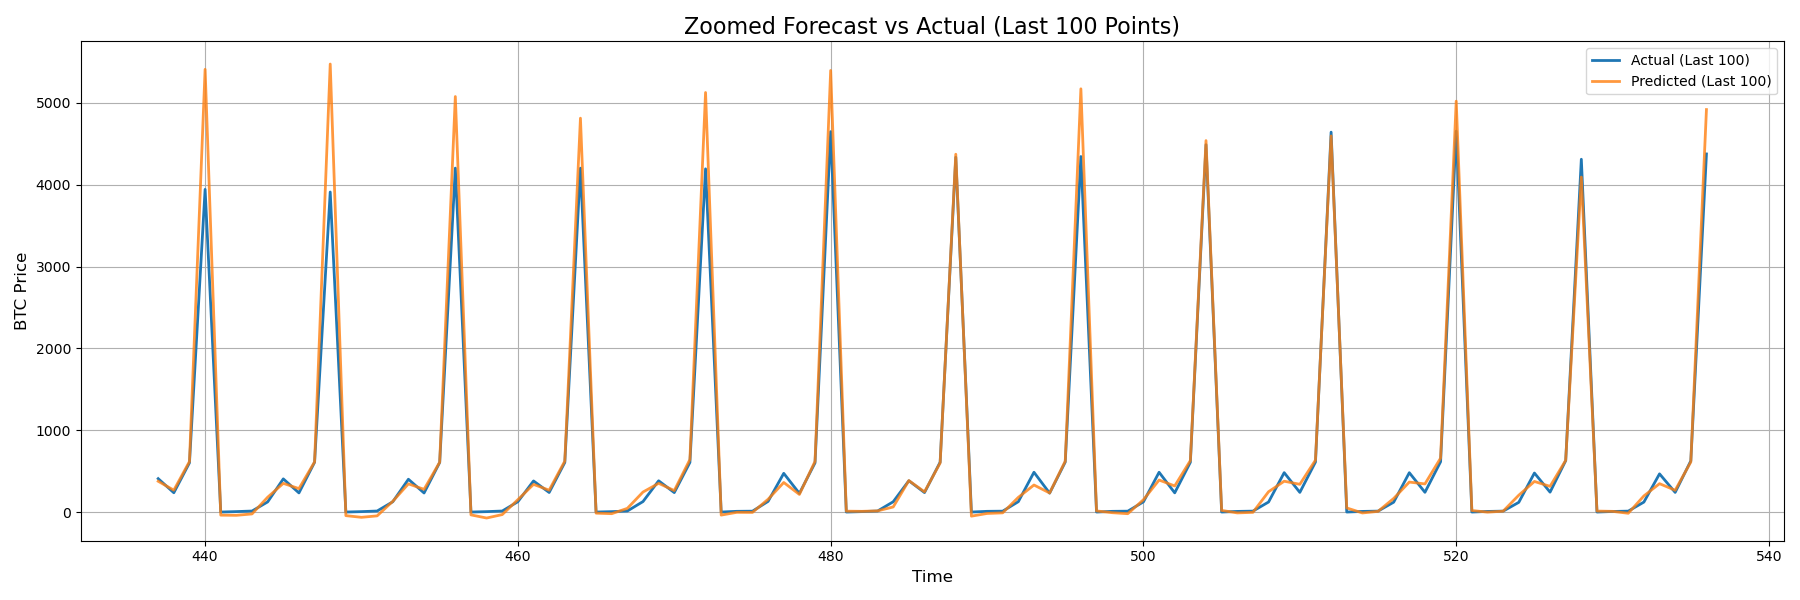 Zoomed Forecast vs Actual (Last 100 Points)
Actual (Last 100)
Predicted (Last 100)
BTC Price
5000
4000
3000
2000
1000
0
440
460
480
500
520
540
Time